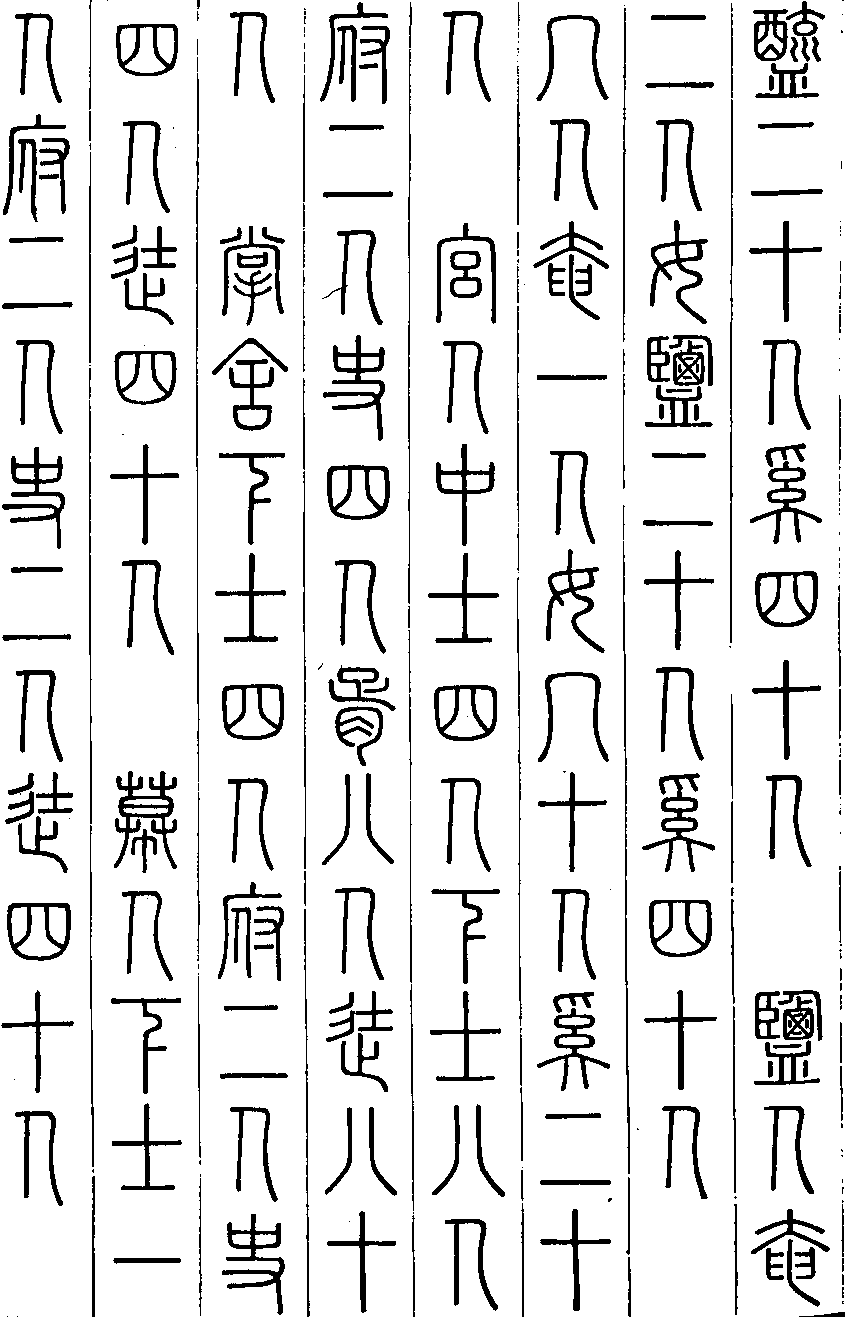 醯二十人奚四十人　鹽人奄
二人女鹽二十人奚四十人
冖人奄一人女冖十人奚二十
人　宮人中士四人下士八人
府二人史四人胥八人徒八十
人　掌舍下士四人府二人史
四人徒四十人　幕人下士一
人府二人史二人徒四十人